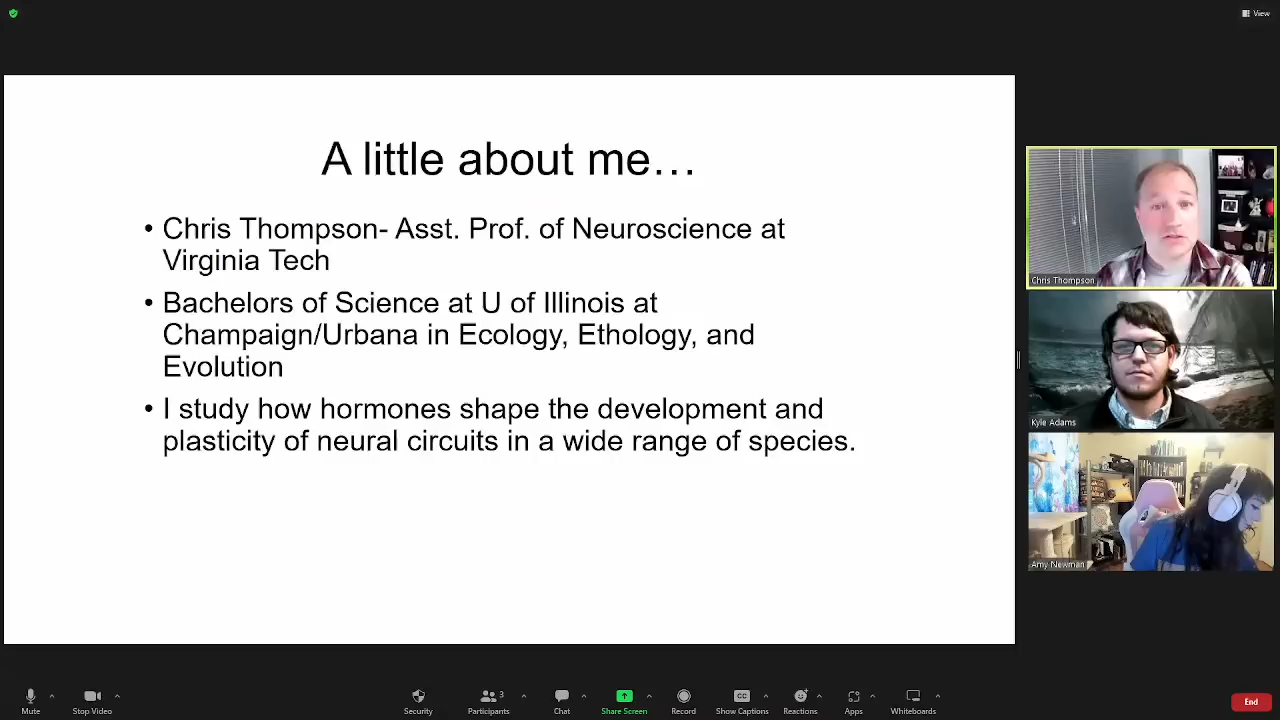 View
A little about me…
• Chris Thompson- Asst. Prof. of Neuroscience at
Virginia Tech
• Bachelors of Science at U of Illinois at
Champaign/Urbana in Ecology, Ethology, and
Evolution
• I study how hormones shape the development and
plasticity of neural circuits in a wide range of species.
Chris Thompson
Kyle Adams
Amy Newman
Mute
Stop Video
Security
Participants
3
Chat
Share Screen
Record
CC
Show Captions
Reactions
Apps
Whiteboards
End